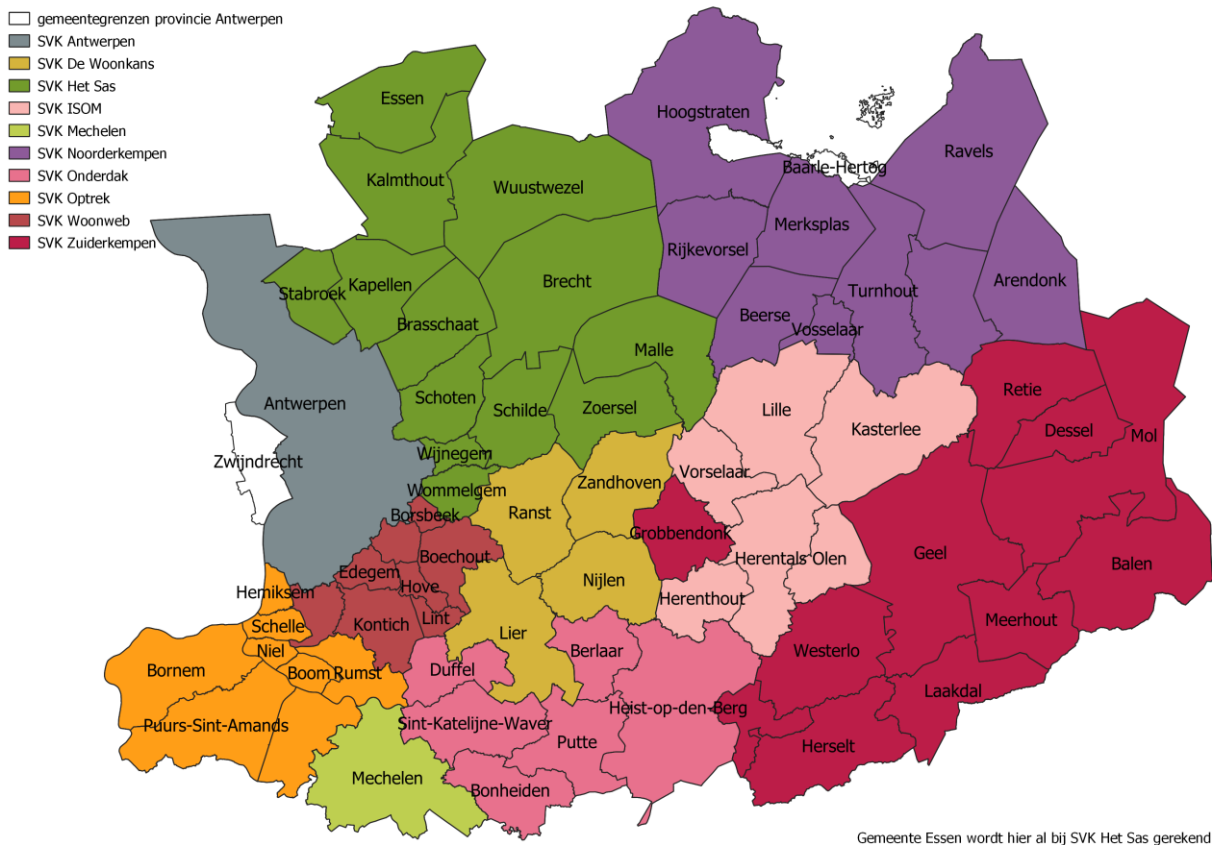 gemeentegrenzen provincie Antwerpen
SVK Antwerpen
SVK De Woonkans
SVK Het Sas
SVK ISOM
SVK Mechelen
SVK Noorderkempen
SVK Onderdak
SVK Optrek
SVK Woonweb
SVK Zuiderkempen
Essen
Hoogstraten
Ravels
Baarle-Hertog
Kalmthout
Wuustwezel
Merksplas
Rijkevorsel
Arendonk
Brecht
Kapellen
Stabroek
Turnhout
Beerse
Brasschaat
Vosselaar
Malle
Retie
Schoten
Antwerpen
Schilde
Zoersel
Lille
Kasterlee
Dessel
Mol
Wijnegem
Zwijndrecht
Vorselaar
Zandhoven
Wommelgem
Ranst
Borsbeek
Grobbendonk
Boechout
Geel
Herentals
Olen
Balen
Edegem
Nijlen
Hove
Hemiksem
Herenthout
Lint
Meerhout
Kontich
Schelle
Lier
Niel
Berlaar
Westerlo
Bornem
Duffel
Boom
Rumst
Laakdal
Heist-op-den-Berg
Puurs-Sint-Amands
Sint-Katelijne-Waver
Putte
Herselt
Mechelen
Bonheiden
Gemeente Essen wordt hier al bij SVK Het Sas gerekend